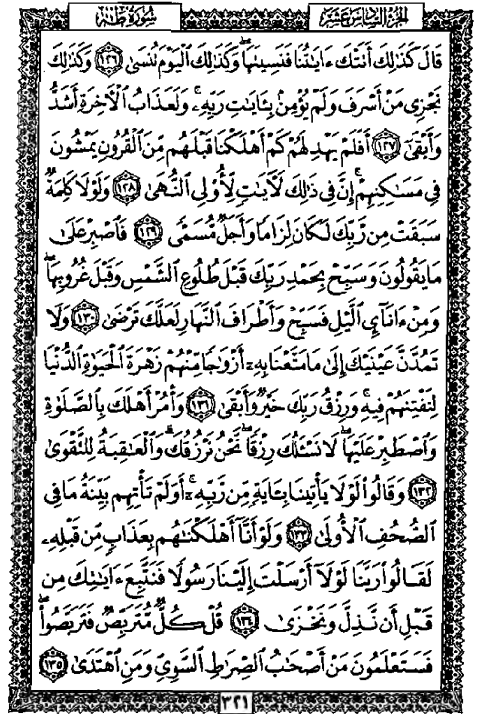 الجزء السادس عشر
سورة طه
قَالَ كَذَٰلِكَ أَتَتْكَ ءَايَٰتُنَا فَنَسِيتَهَا ۖ وَكَذَٰلِكَ ٱلْيَوْمَ تُنسَىٰ ١٢٦ وَكَذَٰلِكَ
نَجْزِى مَنْ أَسْرَفَ وَلَمْ يُؤْمِنۢ بِـَٔايَٰتِ رَبِّهِۦ ۚ وَلَعَذَابُ ٱلْـَٔاخِرَةِ أَشَدُّ
وَأَبْقَىٰٓ ١٢٧ أَفَلَمْ يَهْدِ لَهُمْ كَمْ أَهْلَكْنَا قَبْلَهُم مِّنَ ٱلْقُرُونِ يَمْشُونَ
فِى مَسَٰكِنِهِمْ ۗ إِنَّ فِى ذَٰلِكَ لَـَٔايَٰتٍ لِّأُو۟لِى ٱلنُّهَىٰ ١٢٨ وَلَوْلَا كَلِمَةٌ
سَبَقَتْ مِن رَّبِّكَ لَكَانَ لِزَامًا وَأَجَلٌ مُّسَمًّى ١٢٩ فَٱصْبِرْ عَلَىٰ
مَا يَقُولُونَ وَسَبِّحْ بِحَمْدِ رَبِّكَ قَبْلَ طُلُوعِ ٱلشَّمْسِ وَقَبْلَ غُرُوبِهَا ۖ
وَمِنْ ءَانَآئِ ٱلَّيْلِ فَسَبِّحْ وَأَطْرَافَ ٱلنَّهَارِ لَعَلَّكَ تَرْضَىٰ ١٣٠ وَلَا
تَمُدَّنَّ عَيْنَيْكَ إِلَىٰ مَا مَتَّعْنَا بِهِۦٓ أَزْوَٰجًا مِّنْهُمْ زَهْرَةَ ٱلْحَيَوٰةِ ٱلدُّنْيَا
لِنَفْتِنَهُمْ فِيهِ ۚ وَرِزْقُ رَبِّكَ خَيْرٌ وَأَبْقَىٰ ١٣١ وَأْمُرْ أَهْلَكَ بِٱلصَّلَوٰةِ
وَٱصْطَبِرْ عَلَيْهَا ۖ لَا نَسْـَٔلُكَ رِزْقًا ۖ نَّحْنُ نَرْزُقُكَ ۗ وَٱلْعَٰقِبَةُ لِلتَّقْوَىٰ
١٣٢ وَقَالُوا۟ لَوْلَا يَأْتِينَا بِـَٔايَةٍ مِّن رَّبِّهِۦٓ ۚ أَوَلَمْ تَأْتِهِم بَيِّنَةُ مَا فِى
ٱلصُّحُفِ ٱلْأُولَىٰ ١٣٣ وَلَوْ أَنَّآ أَهْلَكْنَٰهُم بِعَذَابٍ مِّن قَبْلِهِۦ
لَقَالُوا۟ رَبَّنَا لَوْلَآ أَرْسَلْتَ إِلَيْنَا رَسُولًا فَنَتَّبِعَ ءَايَٰتِكَ مِن
قَبْلِ أَن نَّذِلَّ وَنَخْزَىٰ ١٣٤ قُلْ كُلٌّ مُّتَرَبِّصٌ فَتَرَبَّصُوا۟ ۖ
فَسَتَعْلَمُونَ مَنْ أَصْحَٰبُ ٱلصِّرَٰطِ ٱلسَّوِىِّ وَمَنِ ٱهْتَدَىٰ ١٣٥
٣٢١